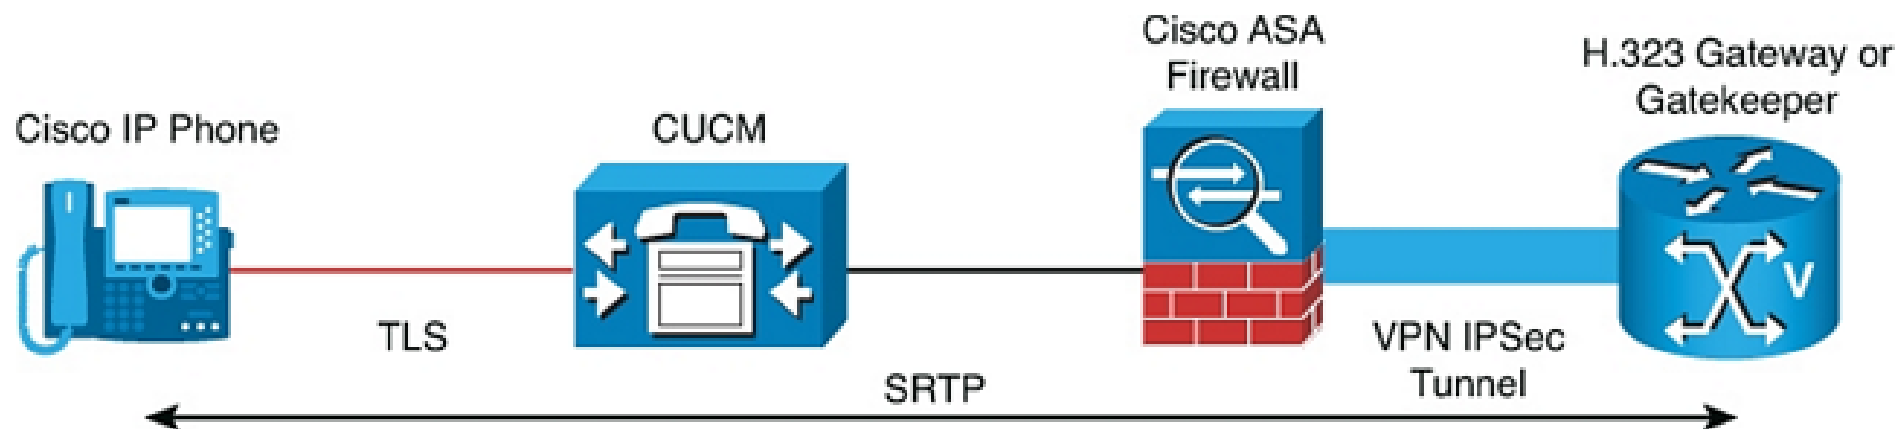 Cisco IP Phone
CUCM
Cisco ASA
Firewall
H.323 Gateway or
Gatekeeper
V
TLS
VPN IPSec
Tunnel
SRTP